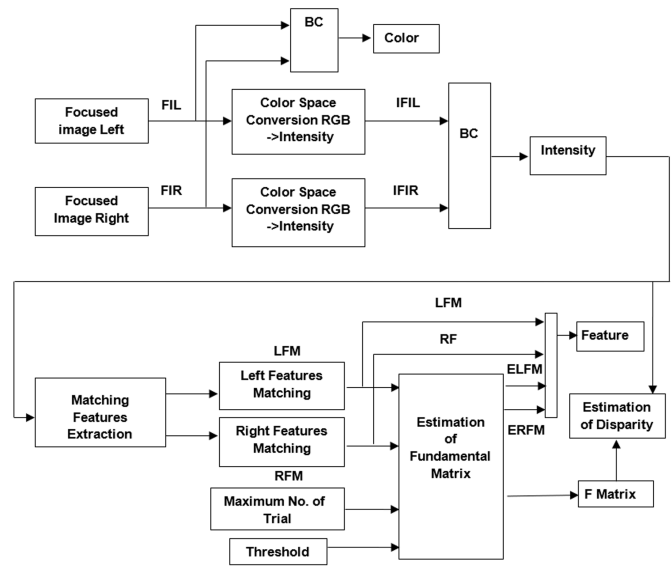 BC
Color
Focused
image Left
FIL
Color Space
Conversion RGB
->Intensity
IFIL
BC
Intensity
Focused
Image Right
FIR
Color Space
Conversion RGB
->Intensity
IFIR
LFM
RF
Feature
LFM
Left Features
Matching
ELFM
Matching
Features
Extraction
Right Features
Matching
RFM
Estimation
of
Fundamental
Matrix
ERFM
Estimation
of Disparity
Maximum No. of
Trial
F Matrix
Threshold